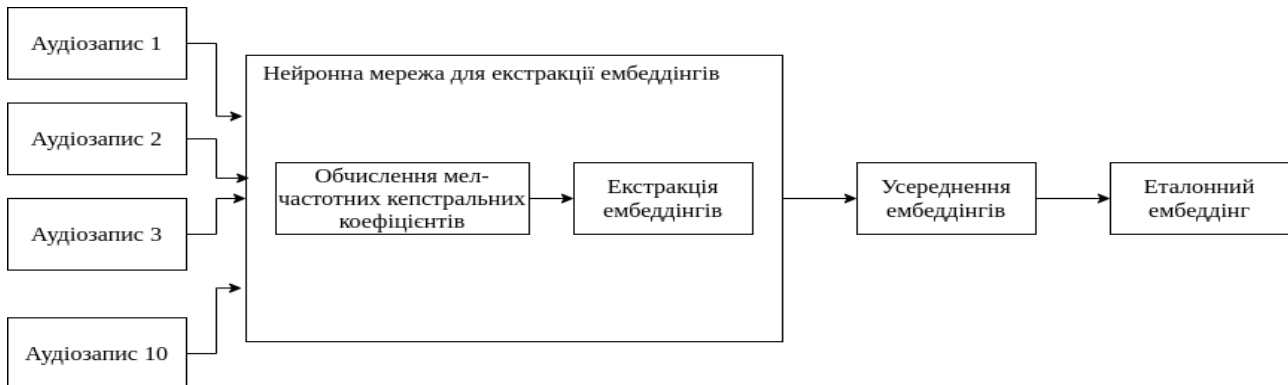 Аудіозапис 1
Аудіозапис 2
Аудіозапис 3
Аудіозапис 10
Нейронна мережа для екстракції ембеддінгів
Обчислення мел-
частотних кепстральних
коефіцієнтів
Екстракція
ембеддінгів
Усереднення
ембеддінгів
Еталонний
ембеддінг